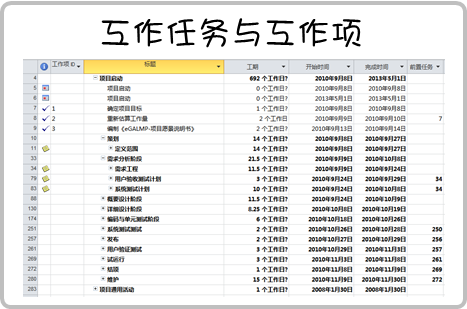 工作任务与工作项
工作项 ID 标题 工期 开始时间 完成时间 前置任务
4 项目启动 692 个工作日? 2010年9月8日 2013年5月1日
5 项目启动 0 个工作日? 2010年9月8日 2010年9月8日
6 项目启动 0 个工作日? 2013年5月1日 2013年5月1日
7 1 确定项目目标 1 个工作日? 2010年9月8日 2010年9月8日
8 2 重新估算工作量 2 个工作日 2010年9月9日 2010年9月10日 7
9 3 编制《eGALMP-项目愿景说明书》 2 个工作日? 2010年9月13日 2010年9月14日
10 策划 14 个工作日? 2010年9月8日 2010年9月27日
11 定义范围 14 个工作日? 2010年9月8日 2010年9月27日
33 需求分析阶段 21.5 个工作日? 2010年9月9日 2010年10月8日
34 需求工程 11.5 个工作日? 2010年9月9日 2010年9月24日
79 用户验收测试计划 3 个工作日? 2010年9月24日 2010年9月29日 34
83 系统测试计划 10 个工作日? 2010年9月24日 2010年10月8日 34
88 概要设计阶段 11.5 个工作日? 2010年9月24日 2010年10月9日
130 详细设计阶段 8.25 个工作日? 2010年10月8日 2010年10月19日
174 编码与单元测试阶段 6 个工作日? 2010年10月18日 2010年10月26日
251 系统测试测试 2 个工作日? 2010年10月26日 2010年10月28日 250
257 发布 2 个工作日? 2010年10月27日 2010年10月29日 256
261 用户验证测试 3 个工作日? 2010年10月29日 2010年11月3日 257
269 试运行 3 个工作日? 2010年11月3日 2010年11月8日 261
272 结项 1 个工作日? 2010年11月8日 2010年11月9日 269
280 维护 15 个工作日? 2010年11月9日 2010年11月30日 272
283 项目通用活动 1 个工作日? 2008年1月30日 2008年1月30日